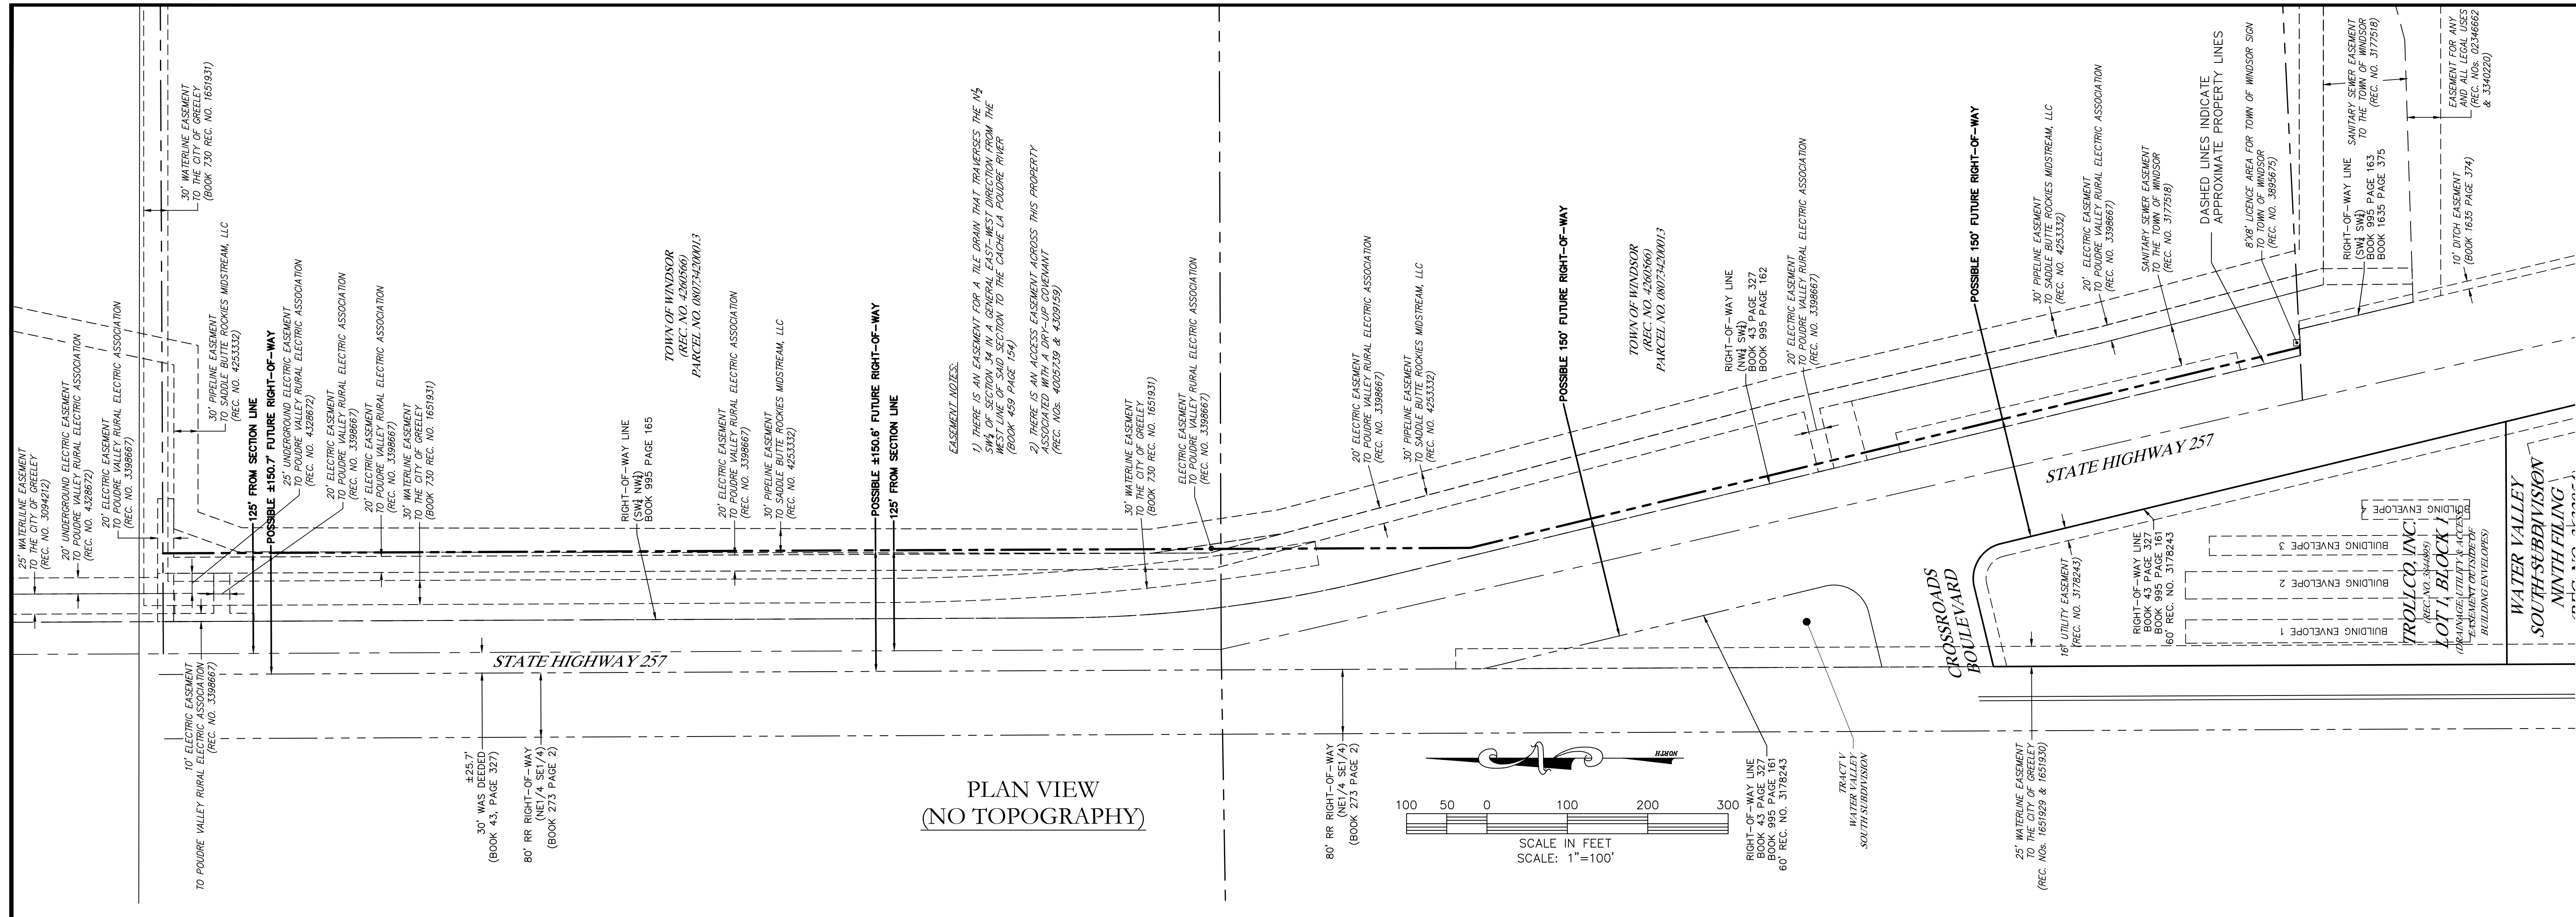 25' WATERLILNE EASEMENT
TO THE CITY OF GREELEY
(REC. NO. 3094212)
20' UNDERGROUND ELECTRIC EASEMENT
TO POUDRE VALLEY RURAL ELECTRIC ASSOCIATION
(REC. NO. 4328672)
20' ELECTRIC EASEMENT
TO POUDRE VALLEY RURAL ELECTRIC ASSOCIATION
(REC. NO. 3398667)
30' WATERLINE EASEMENT
TO THE CITY OF GREELEY
(BOOK 730 REC. NO. 1651931)
30' PIPELINE EASEMENT
TO SADDLE BUTTE ROCKIES MIDSTREAM, LLC
(REC. NO. 4253332)
10' ELECTRIC EASEMENT
TO POUDRE VALLEY RURAL ELECTRIC ASSOCIATION
(REC. NO. 3398667)
125' FROM SECTION LINE
POSSIBLE ±150.7' FUTURE RIGHT-OF-WAY
25' UNDERGROUND ELECTRIC EASEMENT
TO POUDRE VALLEY RURAL ELECTRIC ASSOCIATION
(REC. NO. 4328672)
20' ELECTRIC EASEMENT
TO POUDRE VALLEY RURAL ELECTRIC ASSOCIATION
(REC. NO. 3398667)
20' ELECTRIC EASEMENT
TO POUDRE VALLEY RURAL ELECTRIC ASSOCIATION
(REC. NO. 3398667)
30' WATERLINE EASEMENT
TO THE CITY OF GREELEY
(BOOK 730 REC. NO. 1651931)
±25.7'
30' WAS DEEDED
(BOOK 43, PAGE 327)
80' RR RIGHT-OF-WAY
(NE1/4 SE1/4)
(BOOK 273 PAGE 2)
STATE HIGHWAY 257
RIGHT-OF-WAY LINE
(SW¼ NW¼)
BOOK 995 PAGE 165
TOWN OF WINDSOR
(REC. NO. 4260566)
PARCEL NO. 080734200013
20' ELECTRIC EASEMENT
TO POUDRE VALLEY RURAL ELECTRIC ASSOCIATION
(REC. NO. 3398667)
30' PIPELINE EASEMENT
TO SADDLE BUTTE ROCKIES MIDSTREAM, LLC
(REC. NO. 4253332)
POSSIBLE ±150.6' FUTURE RIGHT-OF-WAY
125' FROM SECTION LINE
EASEMENT NOTES:
1) THERE IS AN EASEMENT FOR A TILE DRAIN THAT TRAVERSES THE N½
SW¼ OF SECTION 34 IN A GENERAL EAST-WEST DIRECTION FROM THE
WEST LINE OF SAID SECTION TO THE CACHE LA POUDRE RIVER
(BOOK 459 PAGE 154)
2) THERE IS AN ACCESS EASEMENT ACROSS THIS PROPERTY
ASSOCIATED WITH A DRY-UP COVENANT
(REC. NOs. 4005739 & 4309159)
PLAN VIEW
(NO TOPOGRAPHY)
30' WATERLINE EASEMENT
TO THE CITY OF GREELEY
(BOOK 730 REC. NO. 1651931)
ELECTRIC EASEMENT
TO POUDRE VALLEY RURAL ELECTRIC ASSOCIATION
(REC. NO. 3398667)
80' RR RIGHT-OF-WAY
(NE1/4 SE1/4)
(BOOK 273 PAGE 2)
20' ELECTRIC EASEMENT
TO POUDRE VALLEY RURAL ELECTRIC ASSOCIATION
(REC. NO. 3398667)
30' PIPELINE EASEMENT
TO SADDLE BUTTE ROCKIES MIDSTREAM, LLC
(REC. NO. 4253332)
NORTH
100 50 0 100 200 300
SCALE IN FEET
SCALE: 1"=100'
POSSIBLE 150' FUTURE RIGHT-OF-WAY
TOWN OF WINDSOR
(REC. NO. 4260566)
PARCEL NO. 080734200013
RIGHT-OF-WAY LINE
(NW¼ SW¼)
BOOK 43 PAGE 327
BOOK 995 PAGE 162
20' ELECTRIC EASEMENT
TO POUDRE VALLEY RURAL ELECTRIC ASSOCIATION
(REC. NO. 3398667)
RIGHT-OF-WAY LINE
BOOK 43 PAGE 327
BOOK 995 PAGE 161
60' REC. NO. 3178243
TRACT V
WATER VALLEY
SOUTH SUBDIVISION
CROSSROADS
BOULEVARD
POSSIBLE 150' FUTURE RIGHT-OF-WAY
STATE HIGHWAY 257
30' PIPELINE EASEMENT
TO SADDLE BUTTE ROCKIES MIDSTREAM, LLC
(REC. NO. 4253332)
20' ELECTRIC EASEMENT
TO POUDRE VALLEY RURAL ELECTRIC ASSOCIATION
(REC. NO. 3398667)
SANITARY SEWER EASEMENT
TO THE TOWN OF WINDSOR
(REC. NO. 3177518)
DASHED LINES INDICATE
APPROXIMATE PROPERTY LINES
8'X8' LICENCE AREA FOR TOWN OF WINDSOR SIGN
TO TOWN OF WINDSOR
(REC. NO. 3895675)
RIGHT-OF-WAY LINE
(SW¼ SW¼)
BOOK 995 PAGE 163
BOOK 1635 PAGE 375
SANITARY SEWER EASEMENT
TO THE TOWN OF WINDSOR
(REC. NO. 3177518)
10' DITCH EASEMENT
(BOOK 1635 PAGE 374)
EASEMENT FOR ANY
AND ALL LEGAL USES
(REC. NOs. 02346662
& 3340220)
16' UTILITY EASEMENT
(REC. NO. 3178243)
RIGHT-OF-WAY LINE
BOOK 43 PAGE 327
BOOK 995 PAGE 161
60' REC. NO. 3178243
25' WATERLINE EASEMENT
TO THE CITY OF GREELEY
(REC. NOs. 1651929 & 1651930)
BUILDING ENVELOPE 4
BUILDING ENVELOPE 3
BUILDING ENVELOPE 2
BUILDING ENVELOPE 1
TROLLCO, INC.
LOT 1, BLOCK 1
(DRAINAGE, UTILITY & ACCESS
EASEMENT OUTSIDE OF
BUILDING ENVELOPES)
WATER VALLEY
SOUTH SUBDIVISION
NINTH FILING